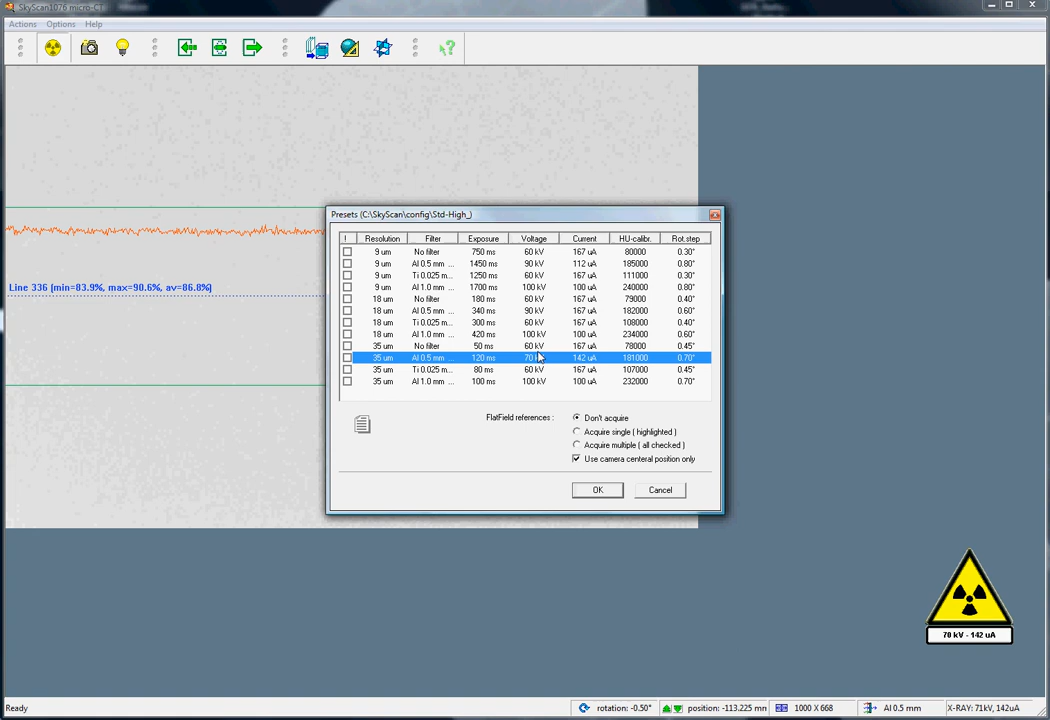 SkyScan1076 micro-CT
Actions Options Help
Line 336 (min=83.9%, max=90.6%, av=86.8%)
Presets (C:\SkyScan\config\Std-High_)
! Resolution Filter Exposure Voltage Current HU-calibr. Rot.step
9 um No filter 750 ms 60 kV 167 uA 80000 0.30°
9 um Al 0.5 mm ... 1450 ms 90 kV 112 uA 185000 0.80°
9 um Ti 0.025 m... 1250 ms 60 kV 167 uA 111000 0.30°
9 um Al 1.0 mm ... 1700 ms 100 kV 100 uA 240000 0.80°
18 um No filter 180 ms 60 kV 167 uA 79000 0.40°
18 um Al 0.5 mm ... 340 ms 90 kV 167 uA 182000 0.60°
18 um Ti 0.025 m... 300 ms 60 kV 167 uA 108000 0.40°
18 um Al 1.0 mm ... 420 ms 100 kV 100 uA 234000 0.60°
35 um No filter 50 ms 60 kV 167 uA 78000 0.45°
35 um Al 0.5 mm ... 120 ms 70 kV 142 uA 181000 0.70°
35 um Ti 0.025 m... 80 ms 60 kV 167 uA 107000 0.45°
35 um Al 1.0 mm ... 100 ms 100 kV 100 uA 232000 0.70°
FlatField references :
Don't acquire
Acquire single ( highlighted )
Acquire multiple ( all checked )
Use camera centeral position only
OK Cancel
70 kV - 142 uA
Ready rotation: -0.50° position: -113.225 mm 1000 X 668 Al 0.5 mm X-RAY: 71kV, 142uA